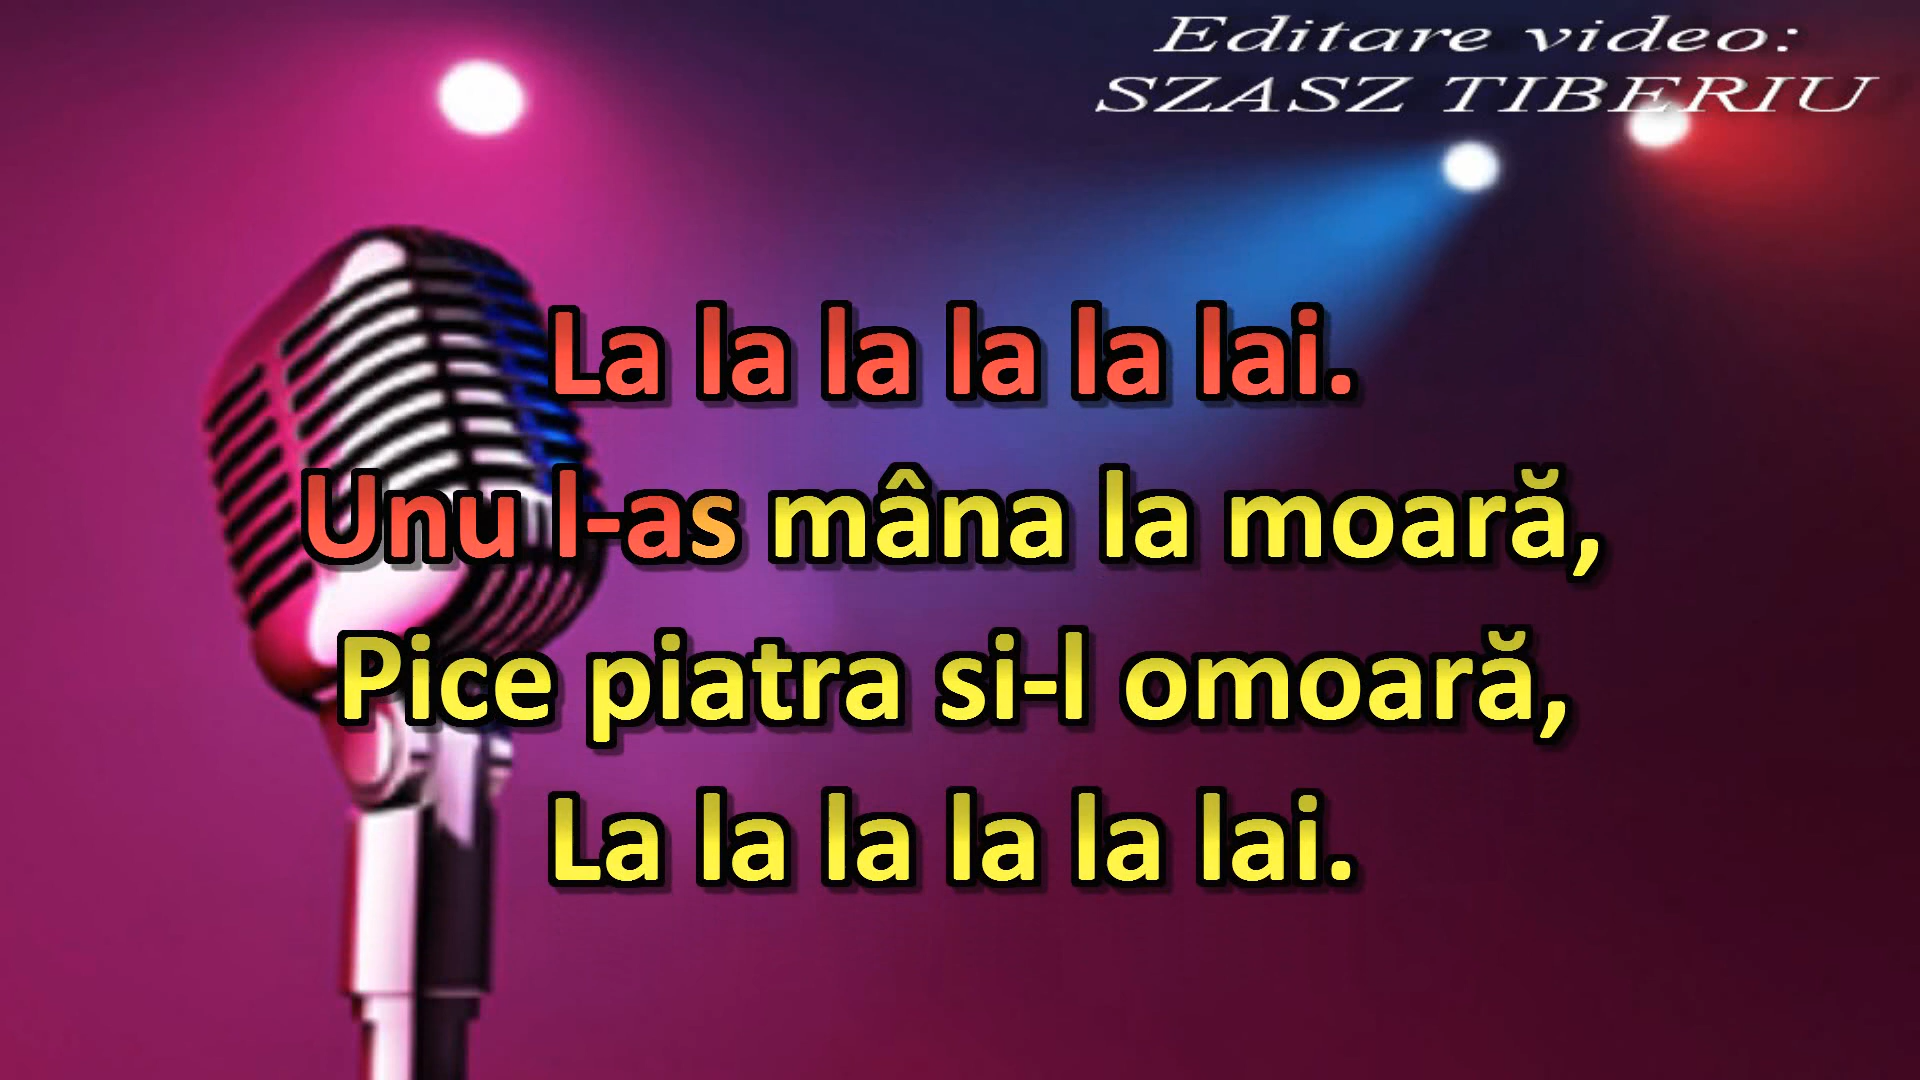 Editare video:
SZASZ TIBERIU
La la la la la lai.
Unu l-as mâna la moară,
Pice piatra si-l omoară,
La la la la la lai.